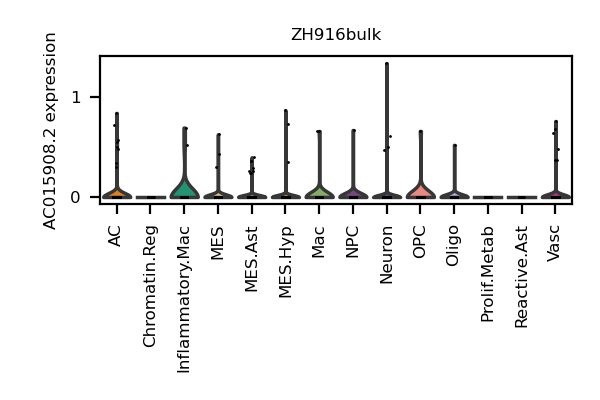 ZH916bulk
AC015908.2 expression
1
0
AC
Chromatin.Reg
Inflammatory.Mac
MES
MES.Ast
MES.Hyp
Mac
NPC
Neuron
OPC
Oligo
Prolif.Metab
Reactive.Ast
Vasc